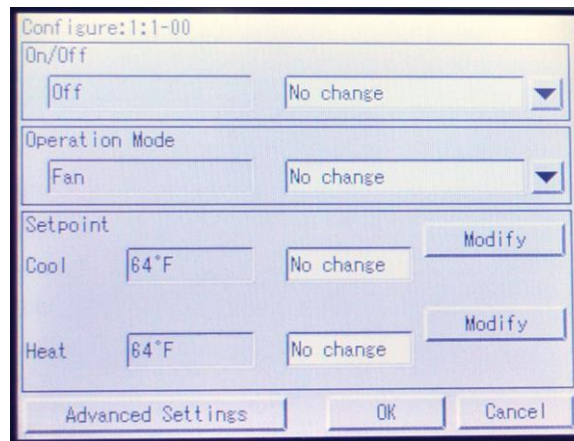 Configure:1:1-00
On/Off
Off No change
Operation Mode
Fan No change
Setpoint
Modify
Cool 64°F No change
Modify
Heat 64°F No change
Advanced Settings OK Cancel